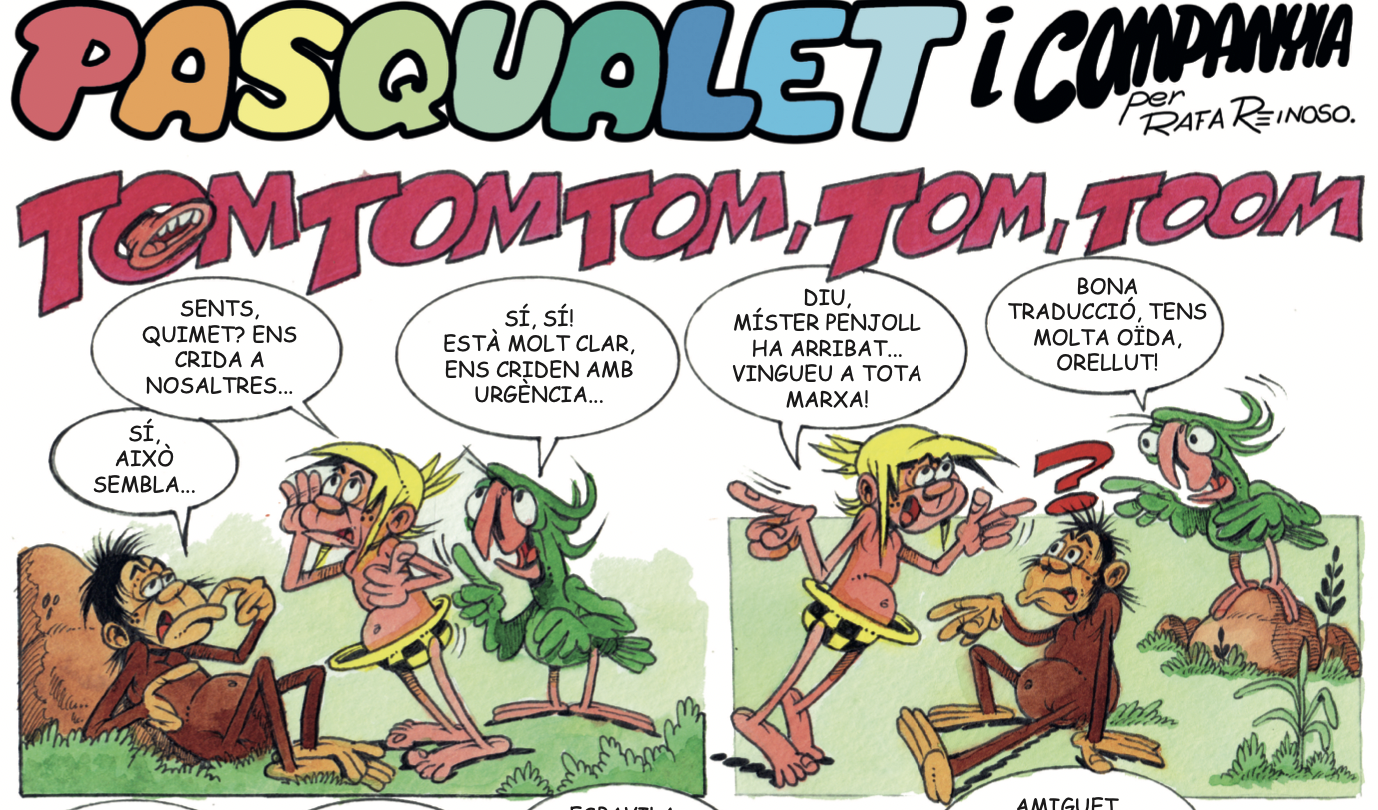 PASQUALET i COMPANYIA
per
RAFA REINOSO.
TOMTOMTOM, TOM, TOOM
SENTS,
QUIMET? ENS
CRIDA A
NOSALTRES...
SÍ,
AIXÒ
SEMBLA...
SÍ, SÍ!
ESTÀ MOLT CLAR,
ENS CRIDEN AMB
URGÈNCIA...
DIU,
MÍSTER PENJOLL
HA ARRIBAT...
VINGUEU A TOTA
MARXA!
BONA
TRADUCCIÓ, TENS
MOLTA OÏDA,
ORELLUT!
?
AMIGUET